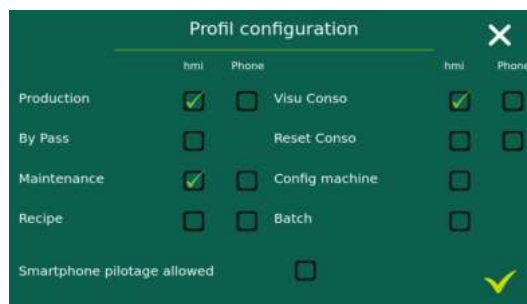 Profil configuration
hmi Phone hmi Phone
Production Visu Conso
By Pass Reset Conso
Maintenance Config machine
Recipe Batch
Smartphone pilotage allowed